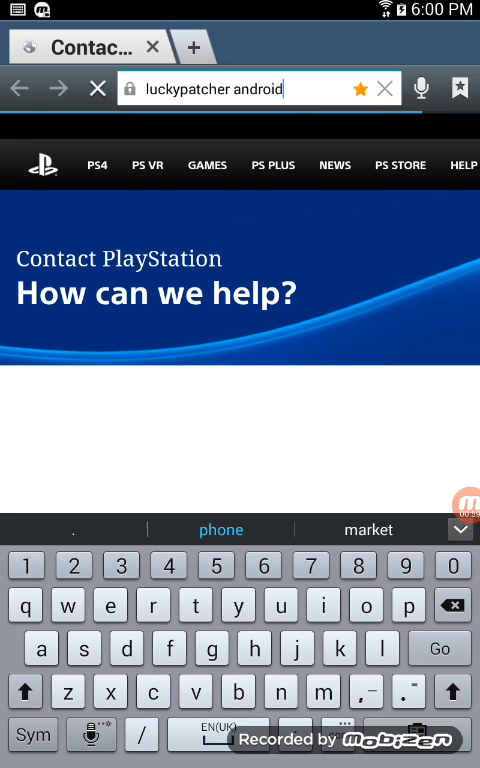 6:00 PM
Contac...
luckypatcher android
PS4 PS VR GAMES PS PLUS NEWS PS STORE HELP
Contact PlayStation
How can we help?
. phone market
1 2 3 4 5 6 7 8 9 0
q w e r t y u i o p
a s d f g h j k l Go
z x c v b n m , - . -
Sym / EN(UK)
Recorded by mobizen